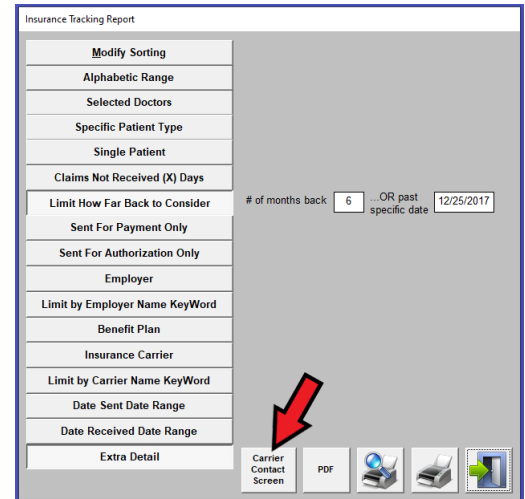 Insurance Tracking Report
Modify Sorting
Alphabetic Range
Selected Doctors
Specific Patient Type
Single Patient
Claims Not Received (X) Days
Limit How Far Back to Consider
# of months back 6 ...OR past
specific date 12/25/2017
Sent For Payment Only
Sent For Authorization Only
Employer
Limit by Employer Name KeyWord
Benefit Plan
Insurance Carrier
Limit by Carrier Name KeyWord
Date Sent Date Range
Date Received Date Range
Extra Detail
Carrier
Contact
Screen
PDF